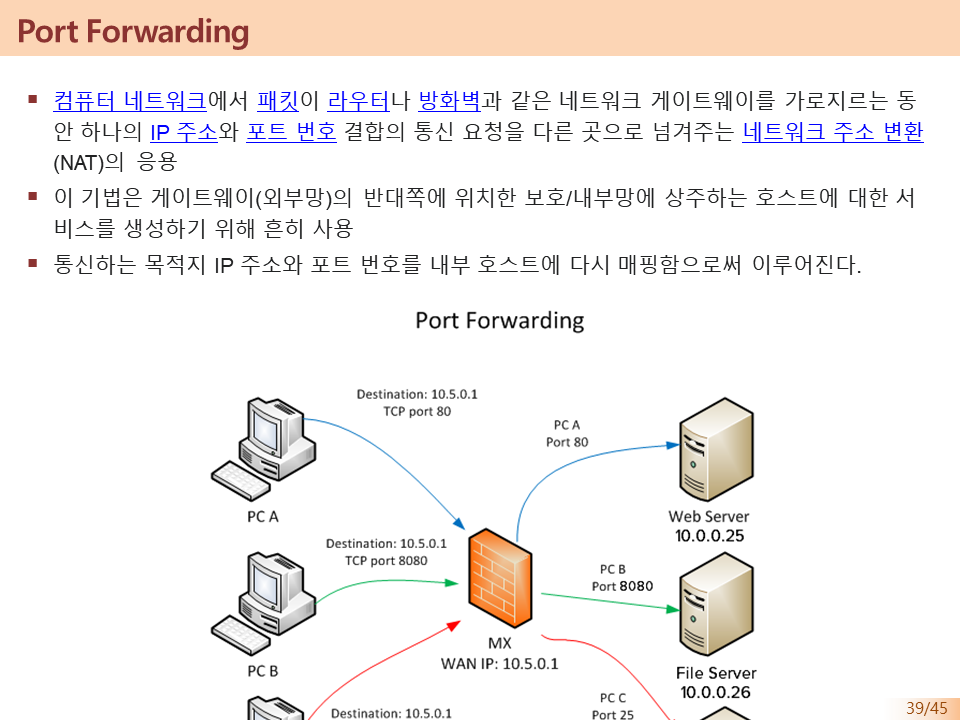 Port Forwarding
컴퓨터 네트워크에서 패킷이 라우터나 방화벽과 같은 네트워크 게이트웨이를 가로지르는 동
안 하나의 IP 주소와 포트 번호 결합의 통신 요청을 다른 곳으로 넘겨주는 네트워크 주소 변환
(NAT)의 응용
이 기법은 게이트웨이(외부망)의 반대쪽에 위치한 보호/내부망에 상주하는 호스트에 대한 서
비스를 생성하기 위해 흔히 사용
통신하는 목적지 IP 주소와 포트 번호를 내부 호스트에 다시 매핑함으로써 이루어진다.
Port Forwarding
Destination: 10.5.0.1
TCP port 80
PC A
Port 80
PC A
Web Server
10.0.0.25
Destination: 10.5.0.1
TCP port 8080
PC B
Port 8080
MX
WAN IP: 10.5.0.1
PC B
File Server
10.0.0.26
PC C
Port 25
Destination: 10.5.0.1
39/45